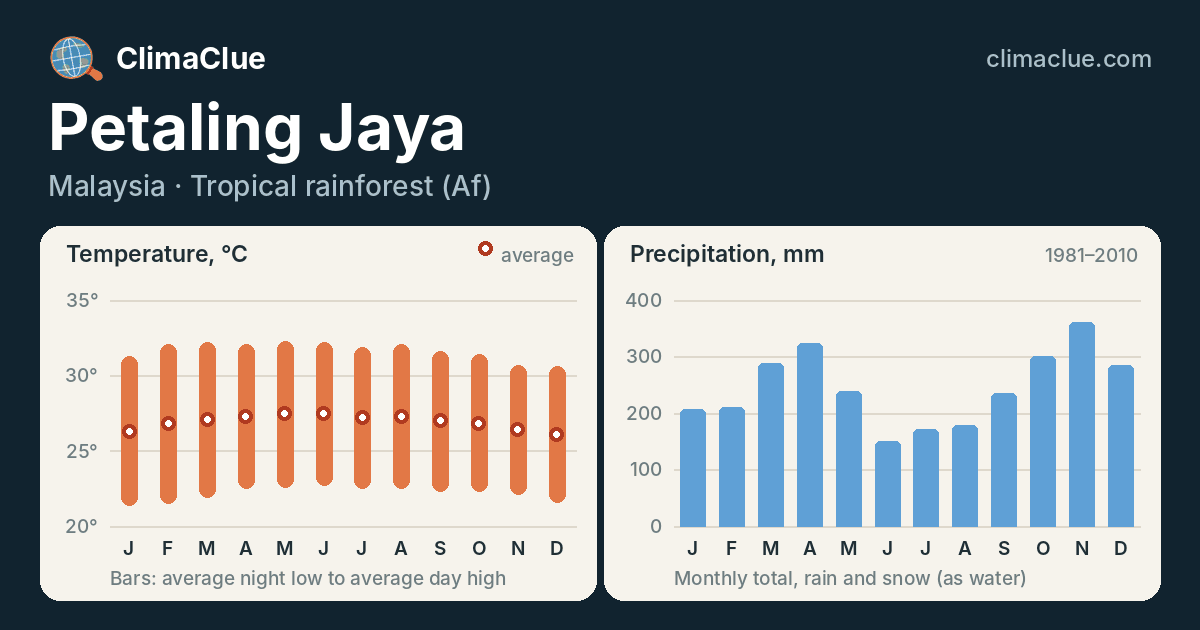 ClimaClue
climaclue.com
Petaling Jaya
Malaysia · Tropical rainforest (Af)
Temperature, °C
average
35°
30°
25°
20°
J F M A M J J A S O N D
Bars: average night low to average day high
Precipitation, mm
1981–2010
400
300
200
100
0
J F M A M J J A S O N D
Monthly total, rain and snow (as water)